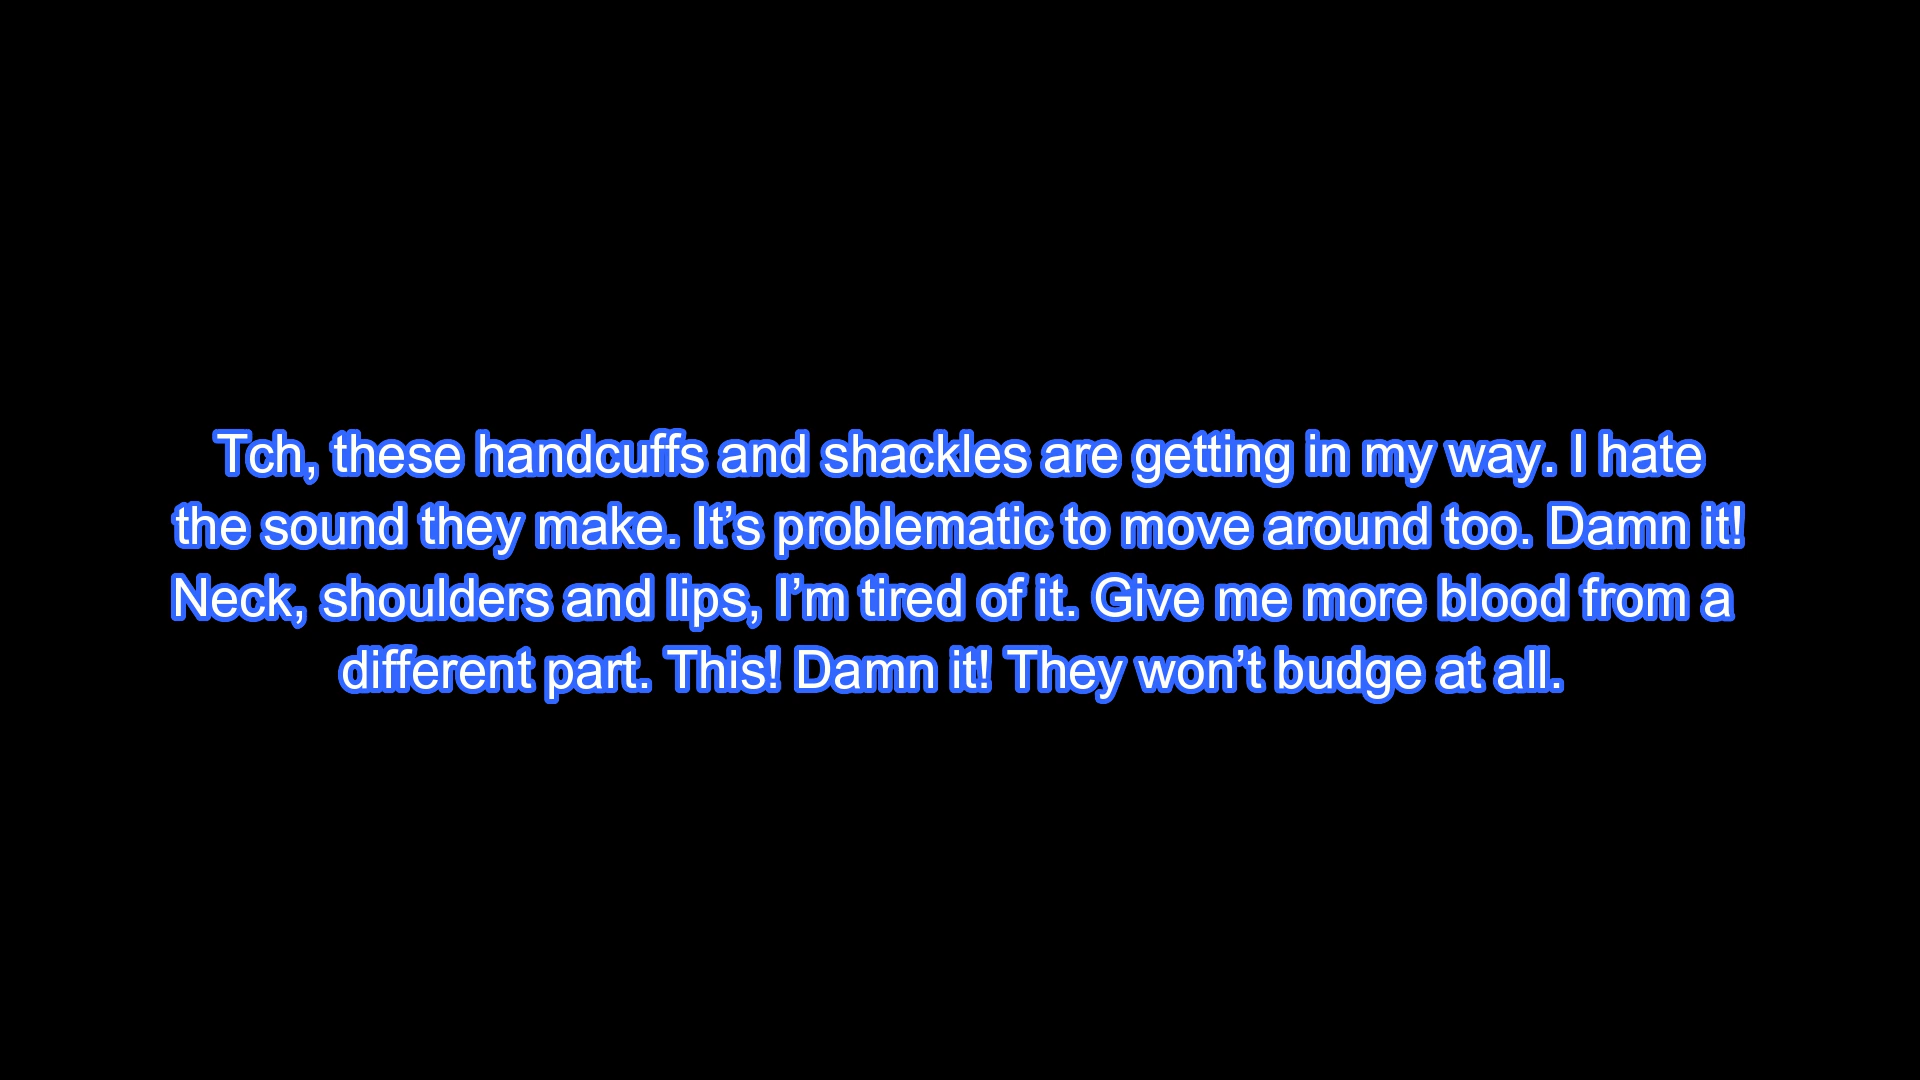 Tch, these handcuffs and shackles are getting in my way. I hate
the sound they make. It’s problematic to move around too. Damn it!
Neck, shoulders and lips, I’m tired of it. Give me more blood from a
different part. This! Damn it! They won’t budge at all.